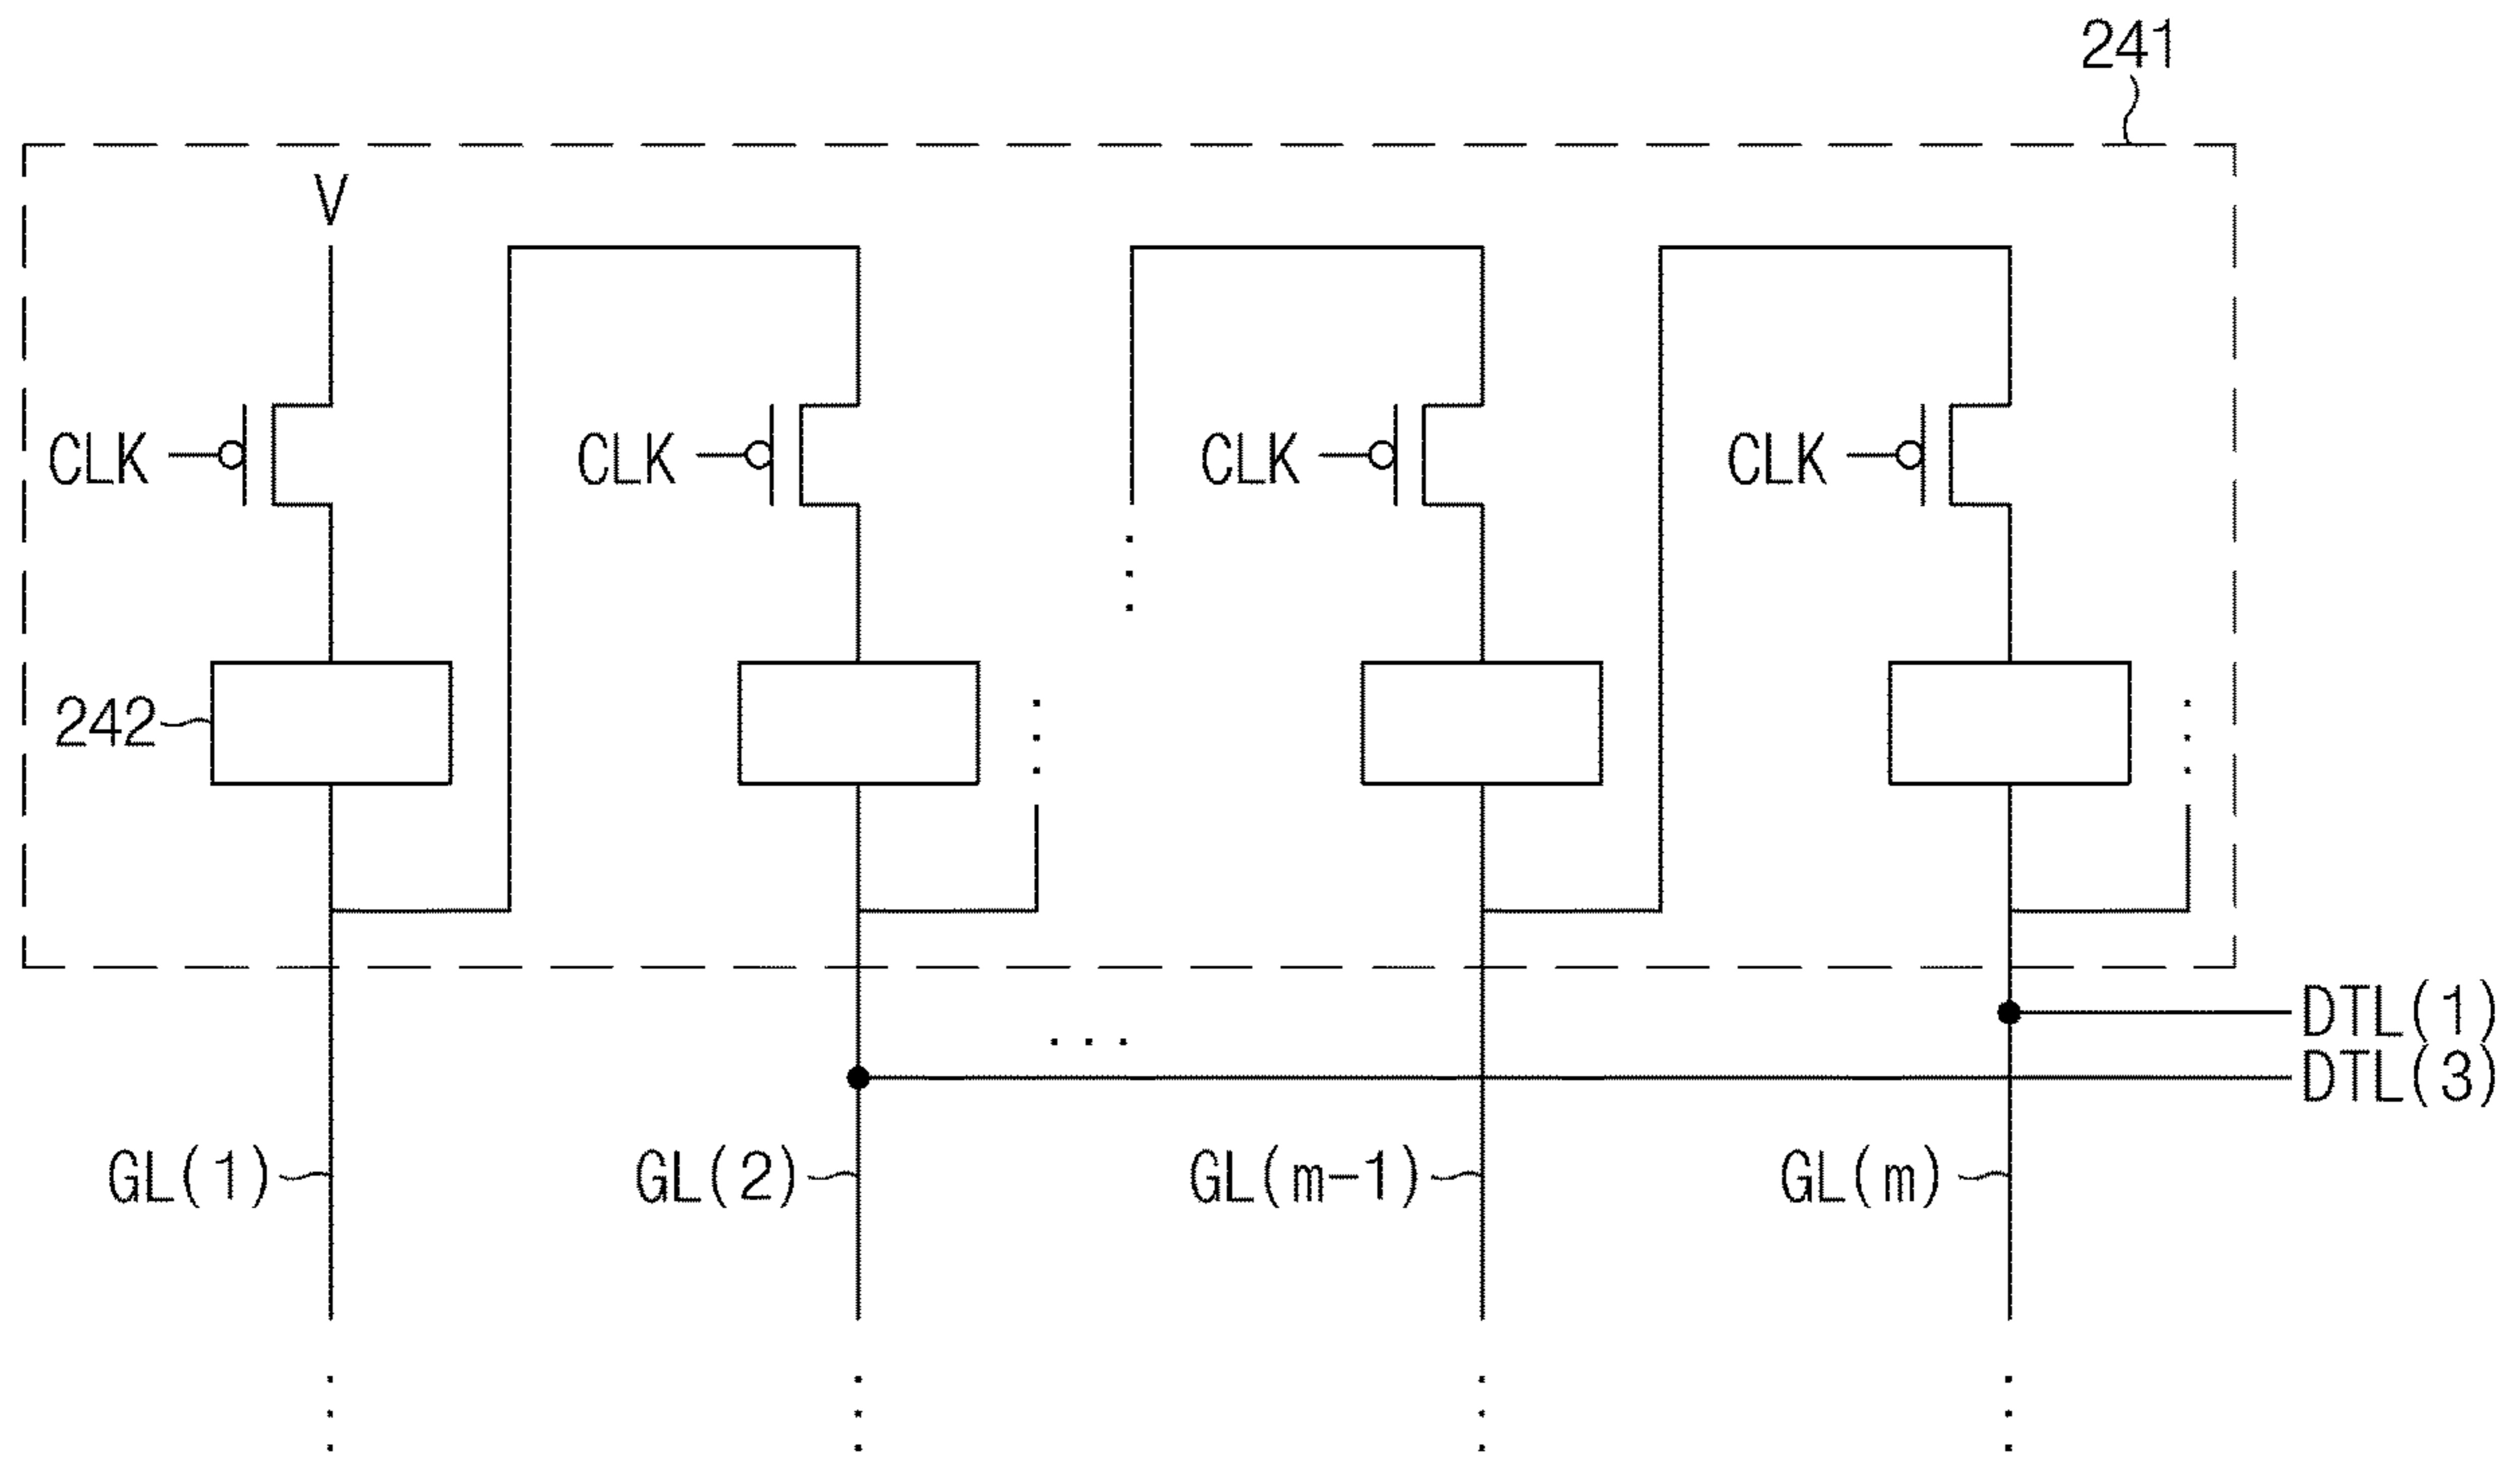 241
V
CLK CLK CLK CLK
242
DTL(1)
DTL(3)
GL(1) GL(2) GL(m-1) GL(m)